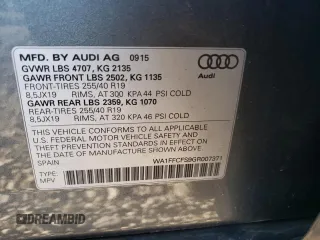 MFD. BY AUDI AG 09 15
GVWR LBS 4707, KG 2135
GAWR FRONT LBS 2502, KG 1135
FRONT-TIRES 255/40 R19
8,5JX19 RIMS, AT 300 KPA 44 PSI COLD
GAWR REAR LBS 2359, KG 1070
REAR-TIRES 255/40 R19
8,5JX19 RIMS, AT 320 KPA 46 PSI COLD
THIS VEHICLE CONFORMS TO ALL APPLICABLE
FEDERAL MOTOR VEHICLE SAFETY, BUMPER, AND
THEFT PREVENTION STANDARDS IN EFFECT ON
THE DATE OF MANUFACTURE SHOWN ABOVE.
SPAIN
WA1FFCFS9GR007371
TYPE: MPV
Audi
DREAMBID